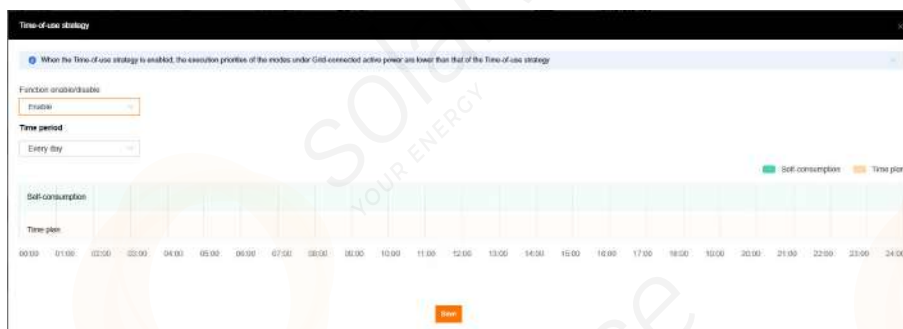 Time-of-use strategy
When the Time-of-use strategy is enabled, the execution priorities of the modes under Grid-connected active power are lower than that of the Time-of-use strategy
Function enable/disable
Enable
Time period
Every day
Self-consumption Time plan
Self-consumption
Time plan
00:00 01:00 02:00 03:00 04:00 05:00 06:00 07:00 08:00 09:00 10:00 11:00 12:00 13:00 14:00 15:00 16:00 17:00 18:00 19:00 20:00 21:00 22:00 23:00 24:00
Save
YOUR ENERGY